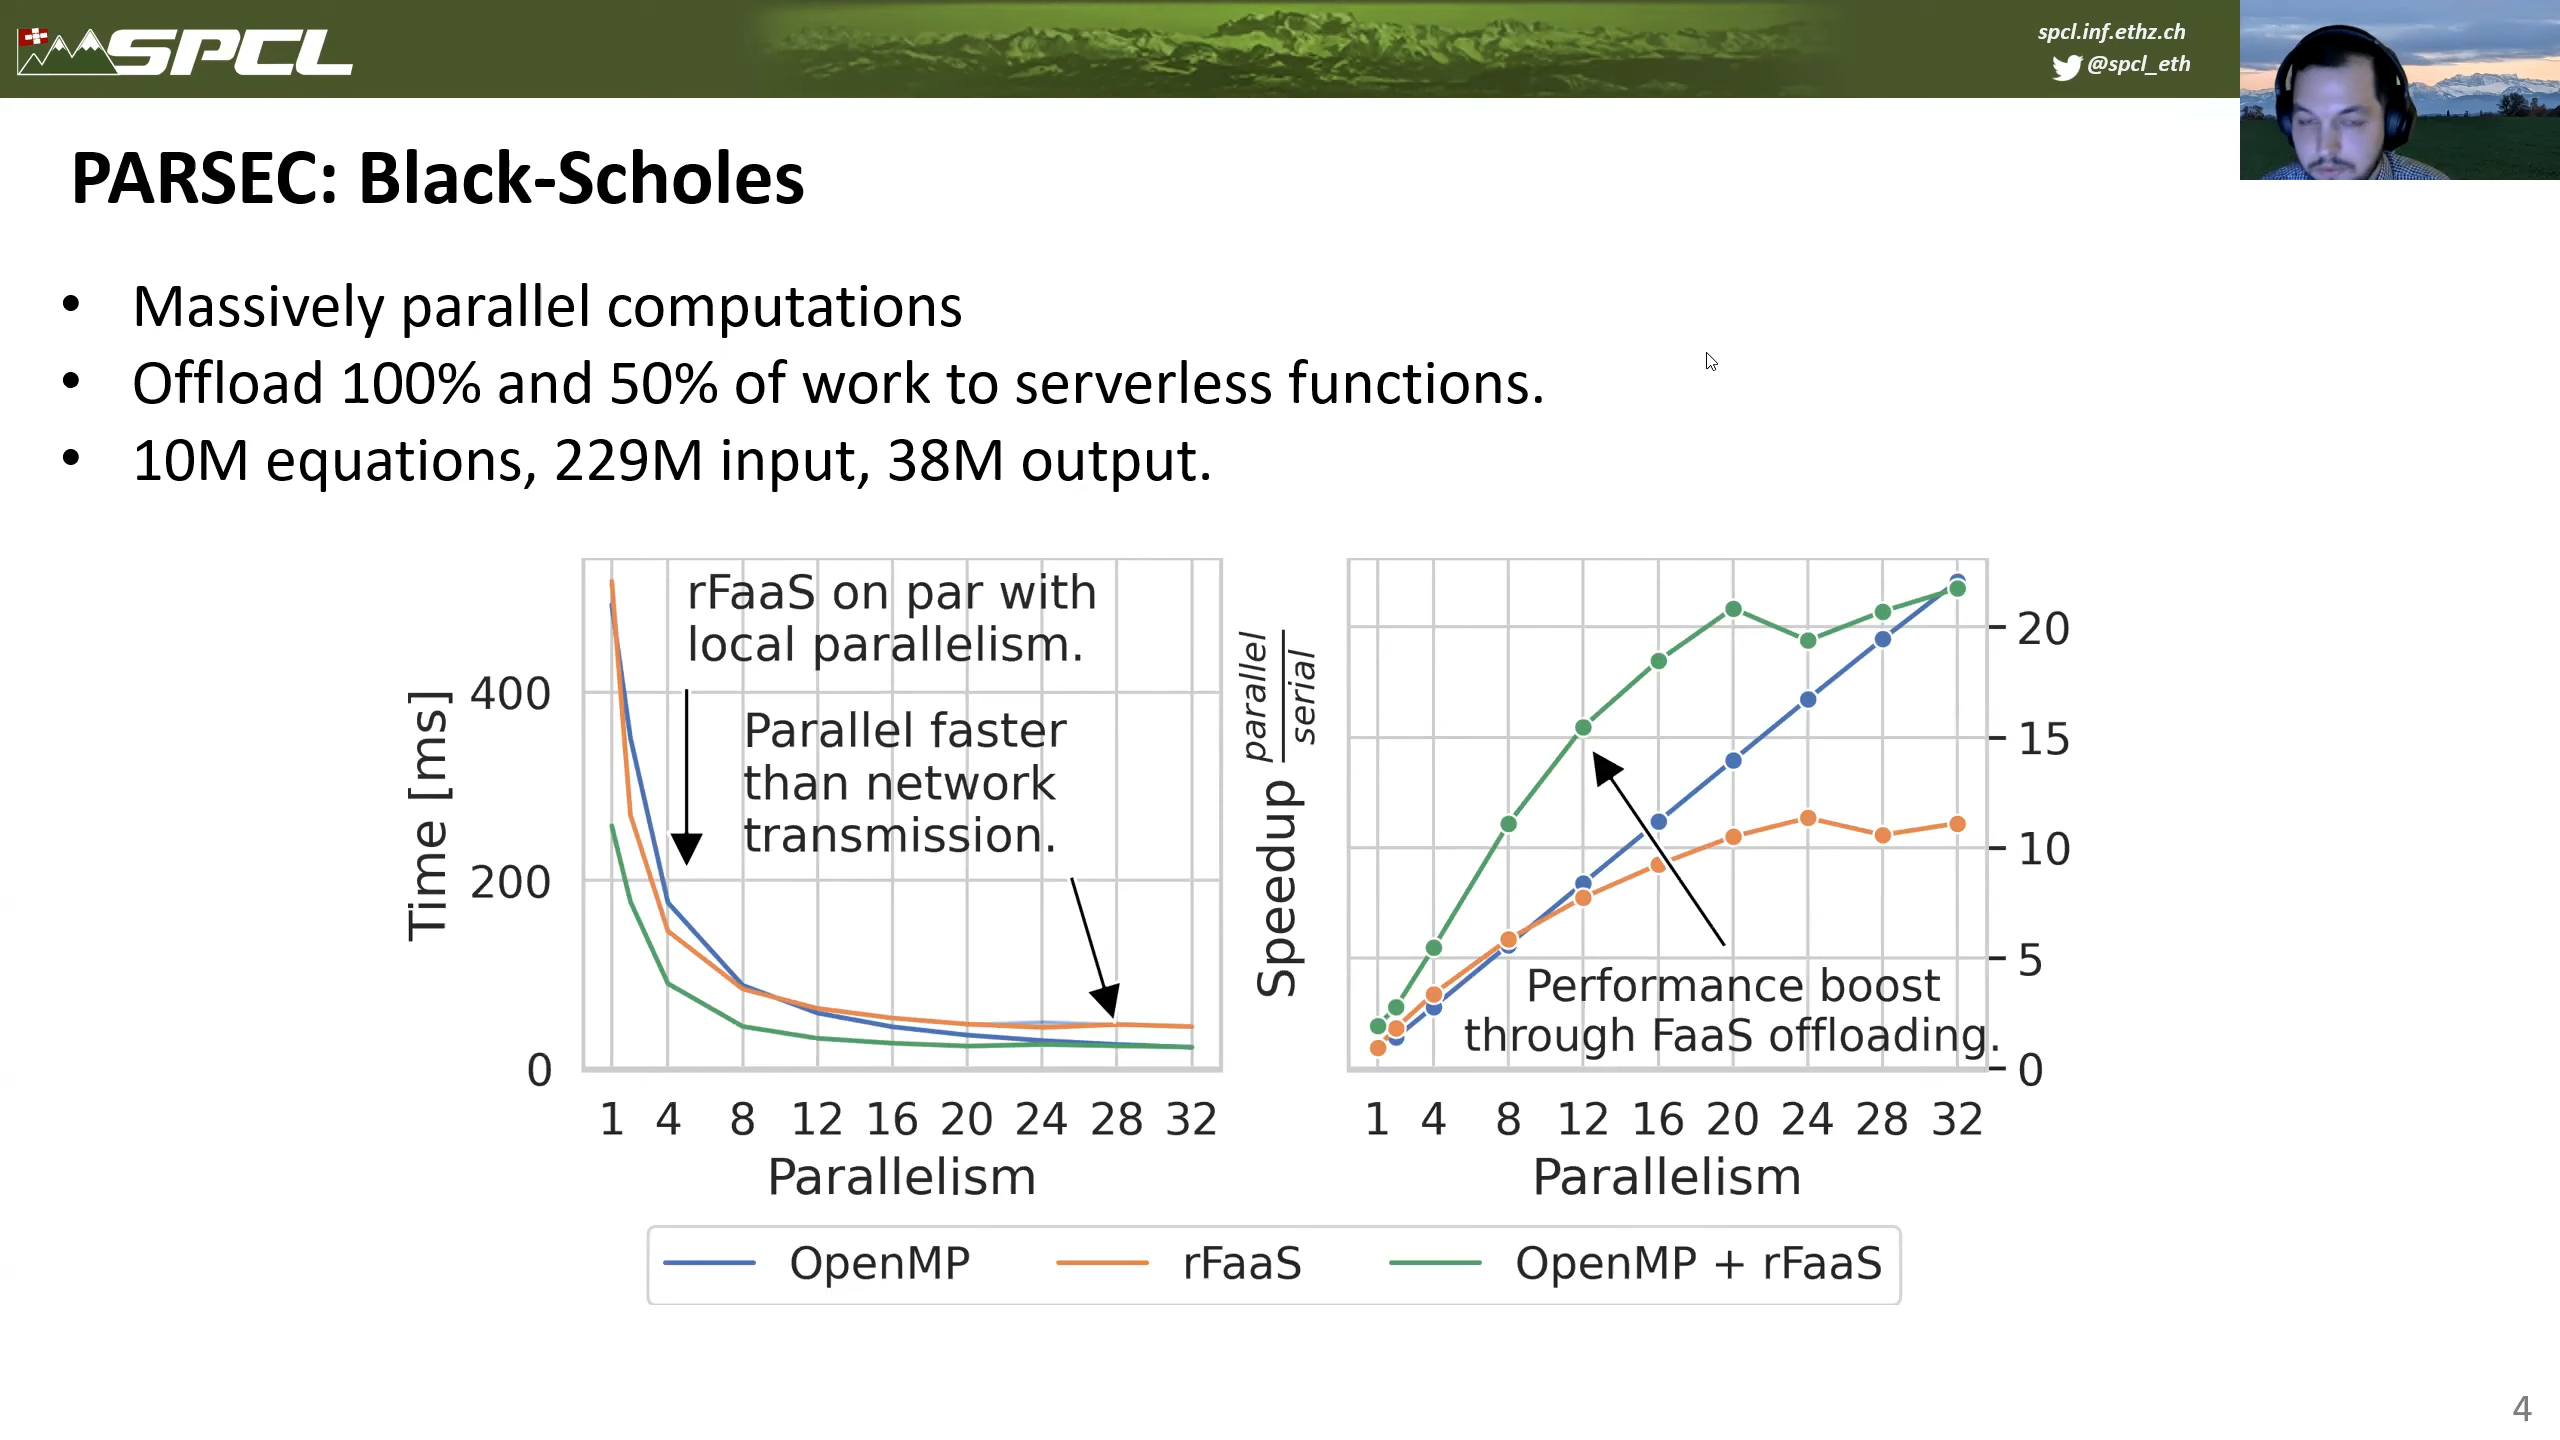 SPCL
spcl.inf.ethz.ch
@spcl_eth
PARSEC: Black-Scholes
• Massively parallel computations
• Offload 100% and 50% of work to serverless functions.
• 10M equations, 229M input, 38M output.
rFaaS on par with
local parallelism.
Parallel faster
than network
transmission.
Time [ms]
400
200
0
1 4 8 12 16 20 24 28 32
Parallelism
Speedup parallel
serial
Performance boost
through FaaS offloading.
20
15
10
5
0
1 4 8 12 16 20 24 28 32
Parallelism
OpenMP rFaaS OpenMP + rFaaS
4